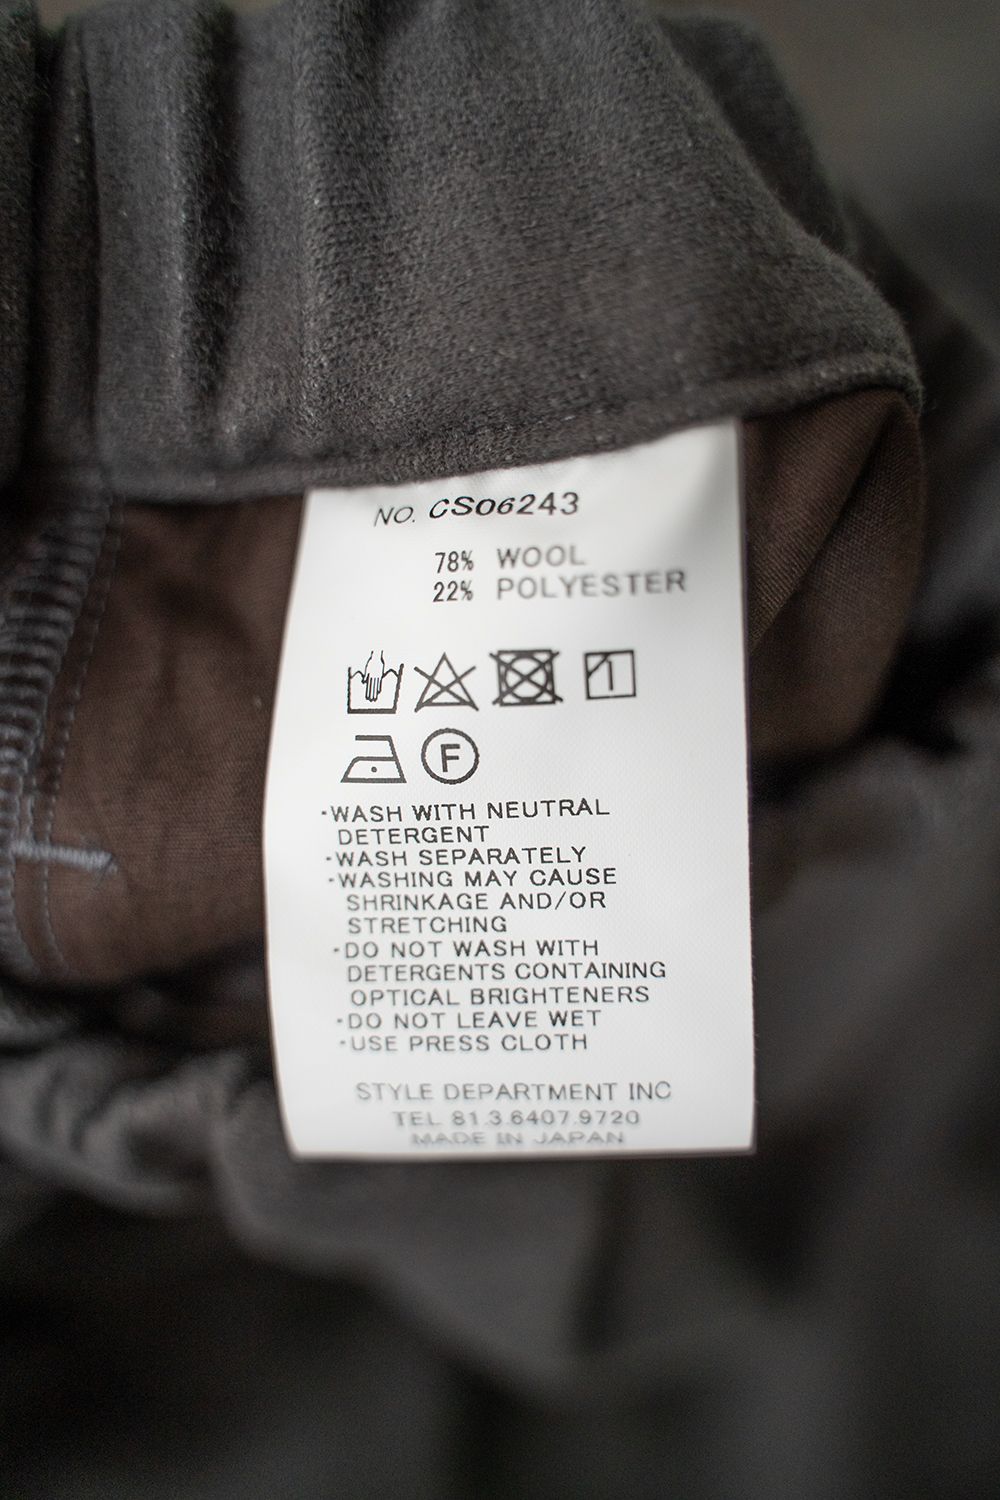 NO. CS06243
78% WOOL
22% POLYESTER
F
·WASH WITH NEUTRAL
DETERGENT
·WASH SEPARATELY
·WASHING MAY CAUSE
SHRINKAGE AND/OR
STRETCHING
·DO NOT WASH WITH
DETERGENTS CONTAINING
OPTICAL BRIGHTENERS
·DO NOT LEAVE WET
·USE PRESS CLOTH
STYLE DEPARTMENT INC
TEL 81.3.6407.9720
MADE IN JAPAN